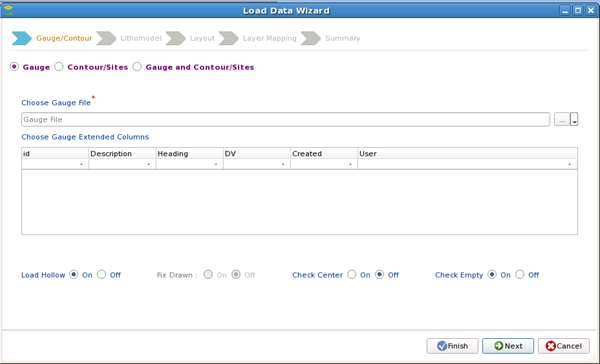 Load Data Wizard
Gauge/Contour Lithomodel Layout Layer Mapping Summary
Gauge Contour/Sites Gauge and Contour/Sites
Choose Gauge File *
Gauge File ...
Choose Gauge Extended Columns
id Description Heading DV Created User
- - - - - -
Load Hollow On Off Fix Drawn : On Off Check Center On Off Check Empty On Off
Finish Next Cancel